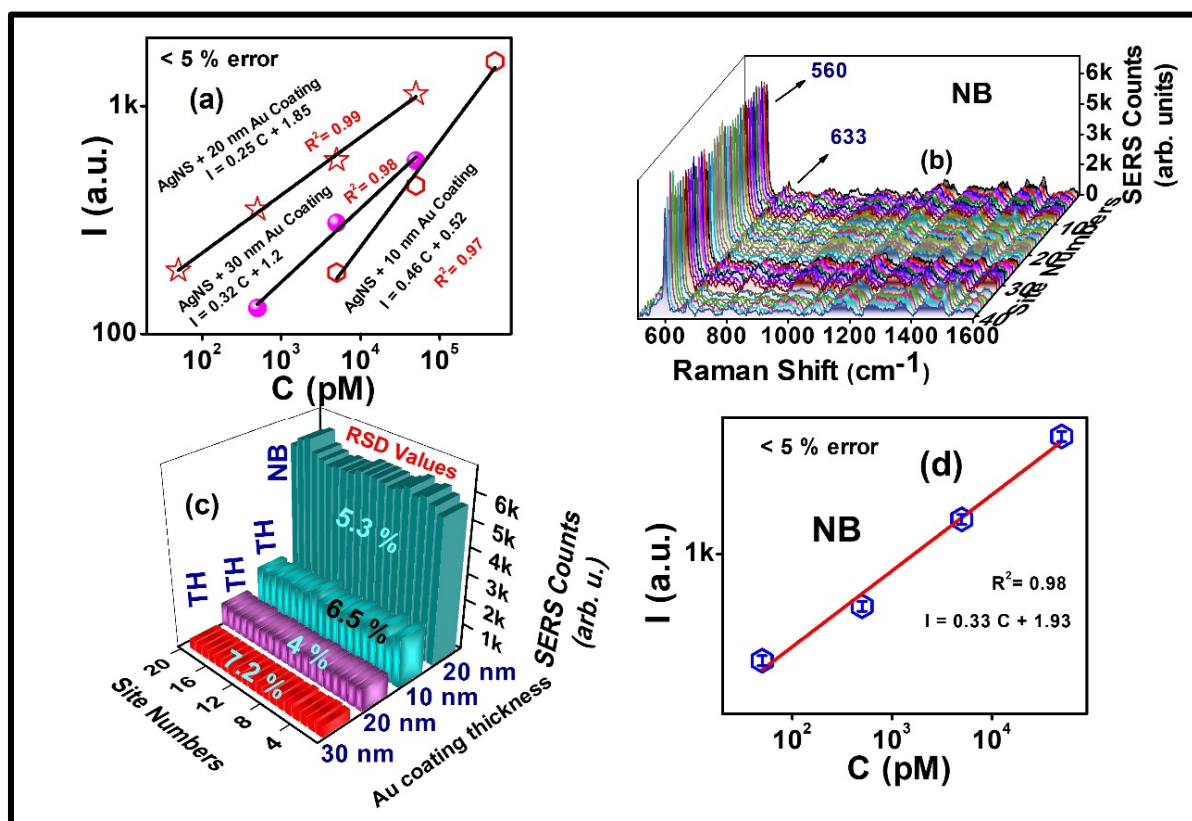 < 5 % error
(a)
1k
100
I (a.u.)
AgNS + 20 nm Au Coating
I = 0.25 C + 1.85
R²= 0.99
AgNS + 30 nm Au Coating
I = 0.32 C + 1.2
R²= 0.98
AgNS + 10 nm Au Coating
I = 0.46 C + 0.52
R²= 0.97
10² 10³ 10⁴ 10⁵
C (pM)
560
633
NB
(b)
6k
5k
3k
2k
0
SERS Counts
(arb. units)
10
20
30
40
Site Numbers
600 800 1000 1200 1400 1600
Raman Shift (cm⁻¹)
(c)
RSD Values
NB
TH
TH
TH
5.3 %
6.5 %
4 %
7.2 %
6k
5k
4k
3k
2k
1k
SERS Counts
(arb. u.)
20 16 12 8 4
Site Numbers
20 nm
10 nm
20 nm
30 nm
Au coating thickness
< 5 % error
(d)
NB
1k
I (a.u.)
R²= 0.98
I = 0.33 C + 1.93
10² 10³ 10⁴
C (pM)